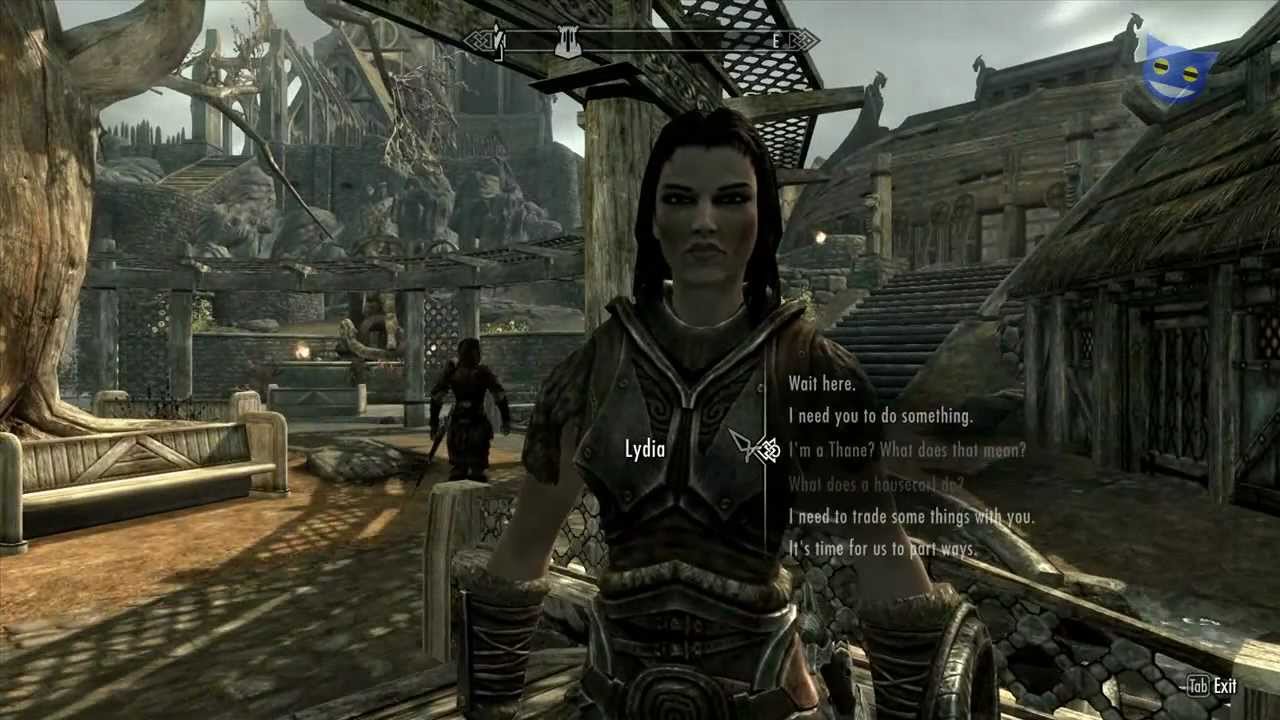 E
Wait here.
I need you to do something.
Lydia
I'm a Thane? What does that mean?
What does a housecarl do?
I need to trade some things with you.
It's time for us to part ways.
Tab Exit